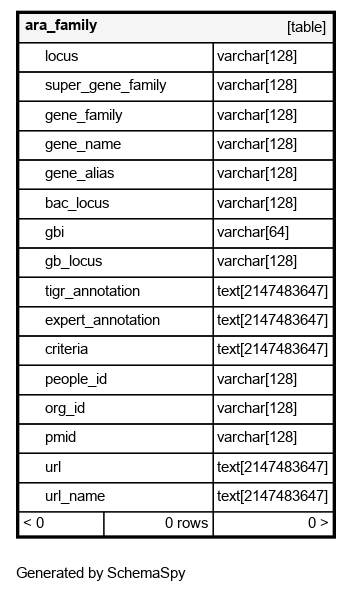 ara_family [table]
locus varchar[128]
super_gene_family varchar[128]
gene_family varchar[128]
gene_name varchar[128]
gene_alias varchar[128]
bac_locus varchar[128]
gbi varchar[64]
gb_locus varchar[128]
tigr_annotation text[2147483647]
expert_annotation text[2147483647]
criteria text[2147483647]
people_id varchar[128]
org_id varchar[128]
pmid varchar[128]
url text[2147483647]
url_name text[2147483647]
< 0 0 rows 0 >
Generated by SchemaSpy